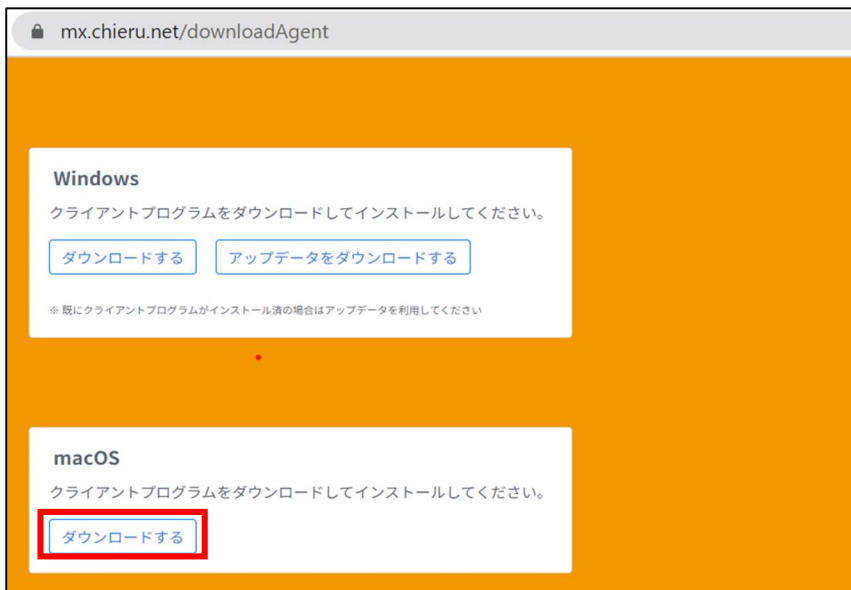 mx.chieru.net/downloadAgent
Windows
クライアントプログラムをダウンロードしてインストールしてください。
ダウンロードする アップデータをダウンロードする
※ 既にクライアントプログラムがインストール済の場合はアップデータを利用してください
macOS
クライアントプログラムをダウンロードしてインストールしてください。
ダウンロードする